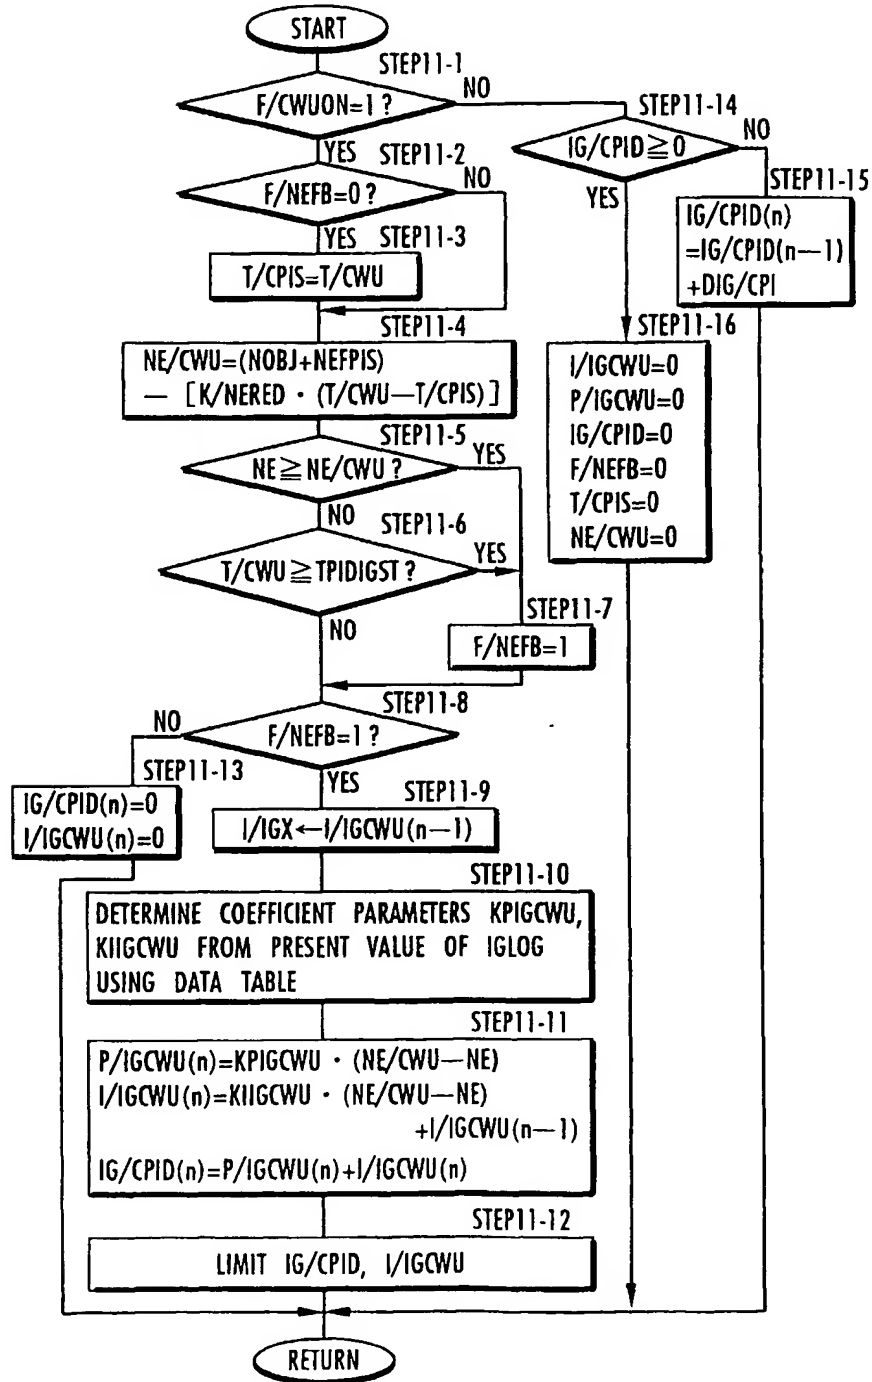 START
STEP11-1
F/CWUON=1?
NO
STEP11-14
YES
STEP11-2
IG/CPID≧0
NO
F/NEFB=0?
NO
YES
STEP11-15
YES
STEP11-3
IG/CPID(n)
=IG/CPID(n—1)
+DIG/CPI
T/CPIS=T/CWU
STEP11-4
STEP11-16
NE/CWU=(NOBJ+NEFPIS)
— [K/NERED · (T/CWU—T/CPIS)]
I/IGCWU=0
P/IGCWU=0
IG/CPID=0
F/NEFB=0
T/CPIS=0
NE/CWU=0
STEP11-5
NE≧NE/CWU?
YES
NO
STEP11-6
T/CWU≧TPIDIGST?
YES
STEP11-7
NO
F/NEFB=1
STEP11-8
NO
F/NEFB=1?
STEP11-13
YES
STEP11-9
IG/CPID(n)=0
I/IGCWU(n)=0
I/IGX←I/IGCWU(n—1)
STEP11-10
DETERMINE COEFFICIENT PARAMETERS KPIGCWU,
KIIGCWU FROM PRESENT VALUE OF IGLOG
USING DATA TABLE
STEP11-11
P/IGCWU(n)=KPIGCWU · (NE/CWU—NE)
I/IGCWU(n)=KIIGCWU · (NE/CWU—NE)
+I/IGCWU(n—1)
IG/CPID(n)=P/IGCWU(n)+I/IGCWU(n)
STEP11-12
LIMIT IG/CPID, I/IGCWU
RETURN